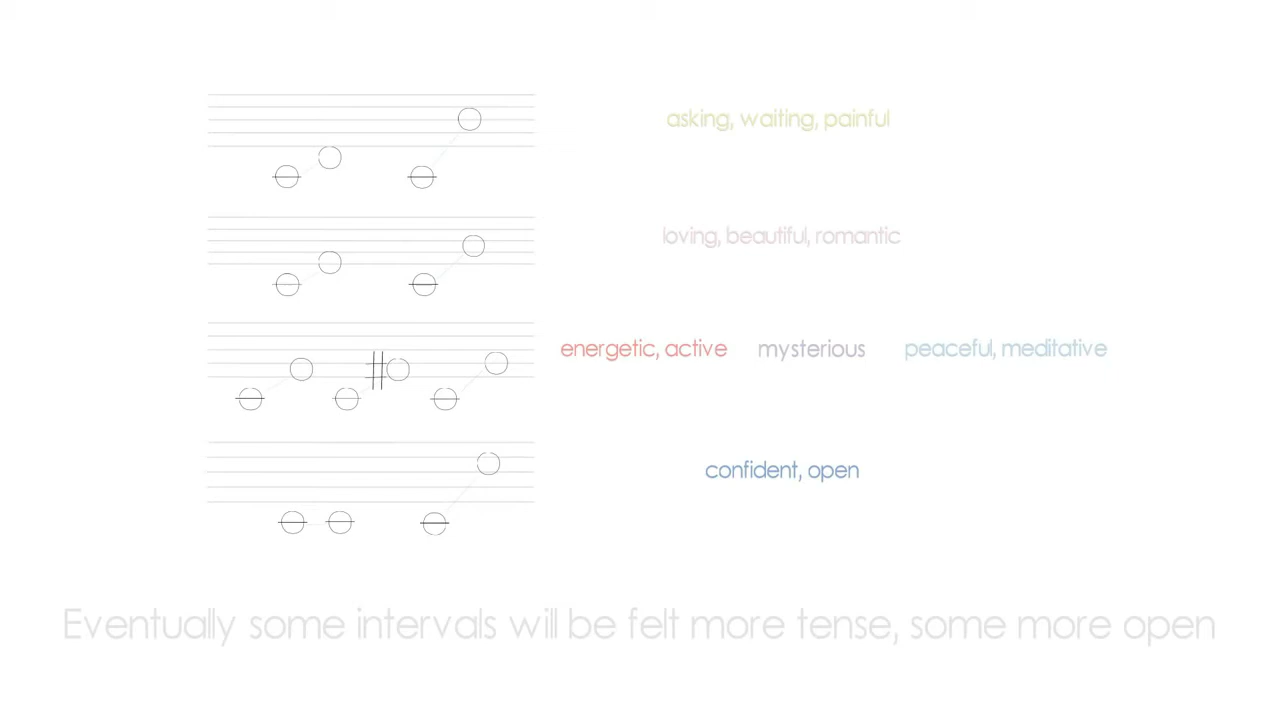 asking, waiting, painful
loving, beautiful, romantic
energetic, active mysterious peaceful, meditative
confident, open
Eventually some intervals will be felt more tense, some more open